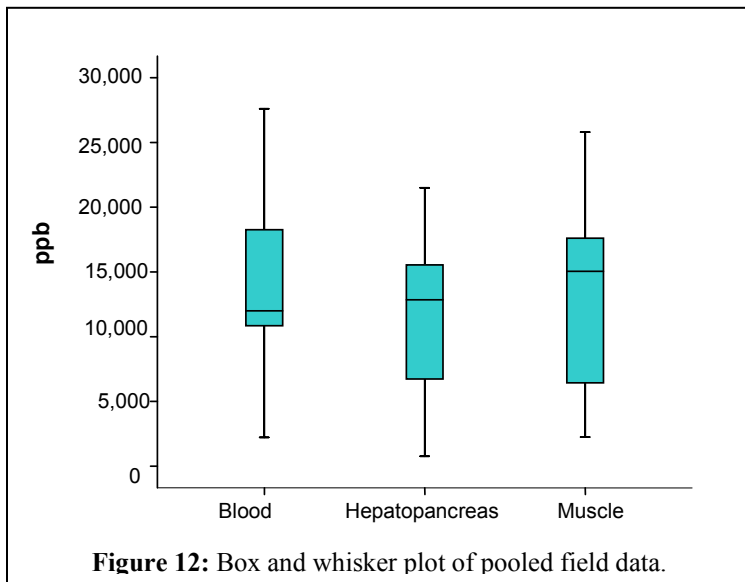 30,000
25,000
20,000
ppb
15,000
10,000
5,000
0
Blood Hepatopancreas Muscle
Figure 12: Box and whisker plot of pooled field data.